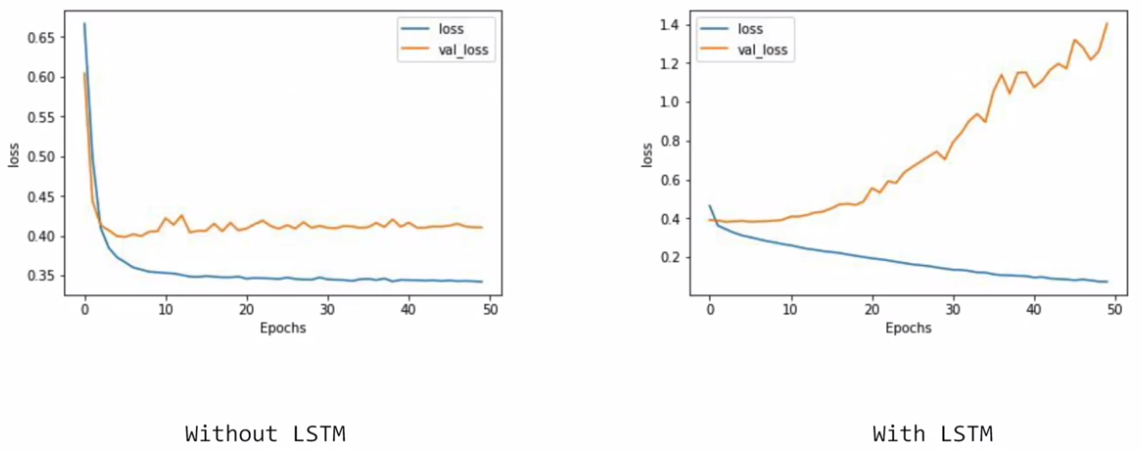 loss
val_loss
0.65
0.60
0.55
0.50
0.45
0.40
0.35
loss
0 10 20 30 40 50
Epochs
Without LSTM
loss
val_loss
1.4
1.2
1.0
0.8
0.6
0.4
0.2
loss
0 10 20 30 40 50
Epochs
With LSTM